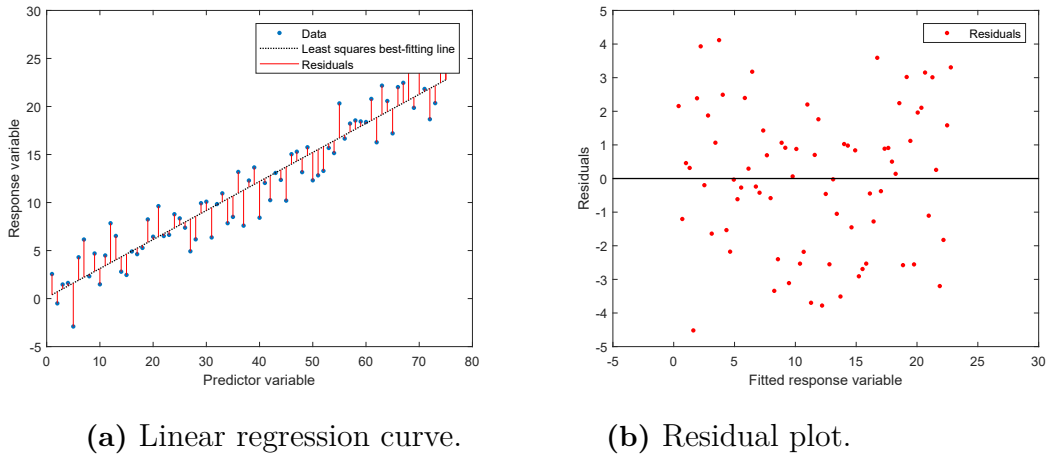 30
25
20
15
10
5
0
-5
Response variable
Data
Least squares best-fitting line
Residuals
0 10 20 30 40 50 60 70 80
Predictor variable
(a) Linear regression curve.
5
4
3
2
1
0
-1
-2
-3
-4
-5
Residuals
Residuals
-5 0 5 10 15 20 25 30
Fitted response variable
(b) Residual plot.